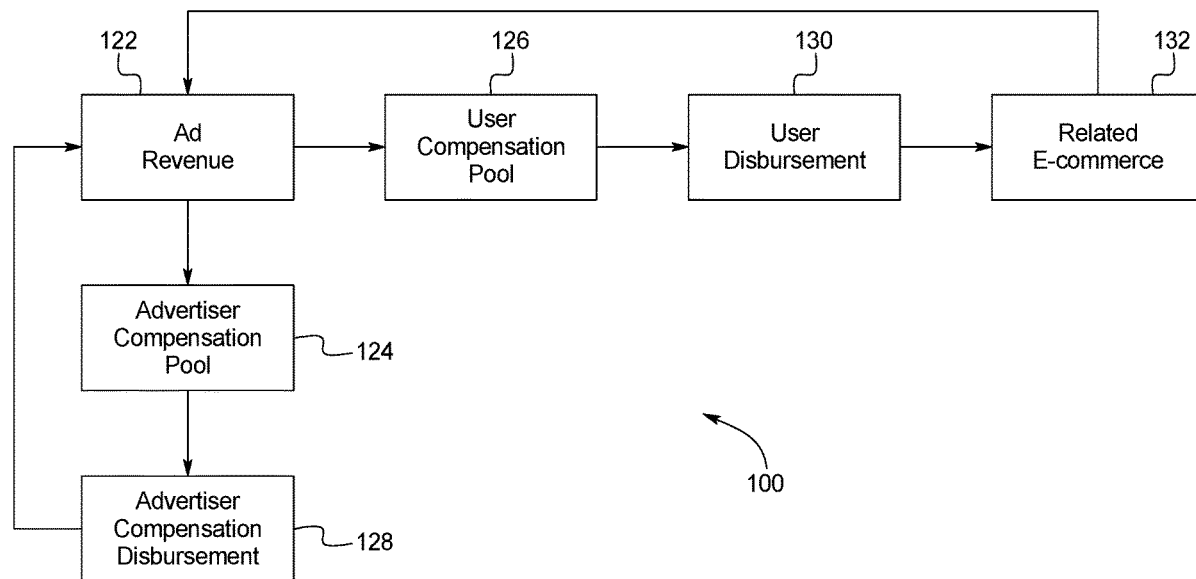 122
126
130
132
Ad
Revenue
User
Compensation
Pool
User
Disbursement
Related
E-commerce
Advertiser
Compensation
Pool
124
100
Advertiser
Compensation
Disbursement
128